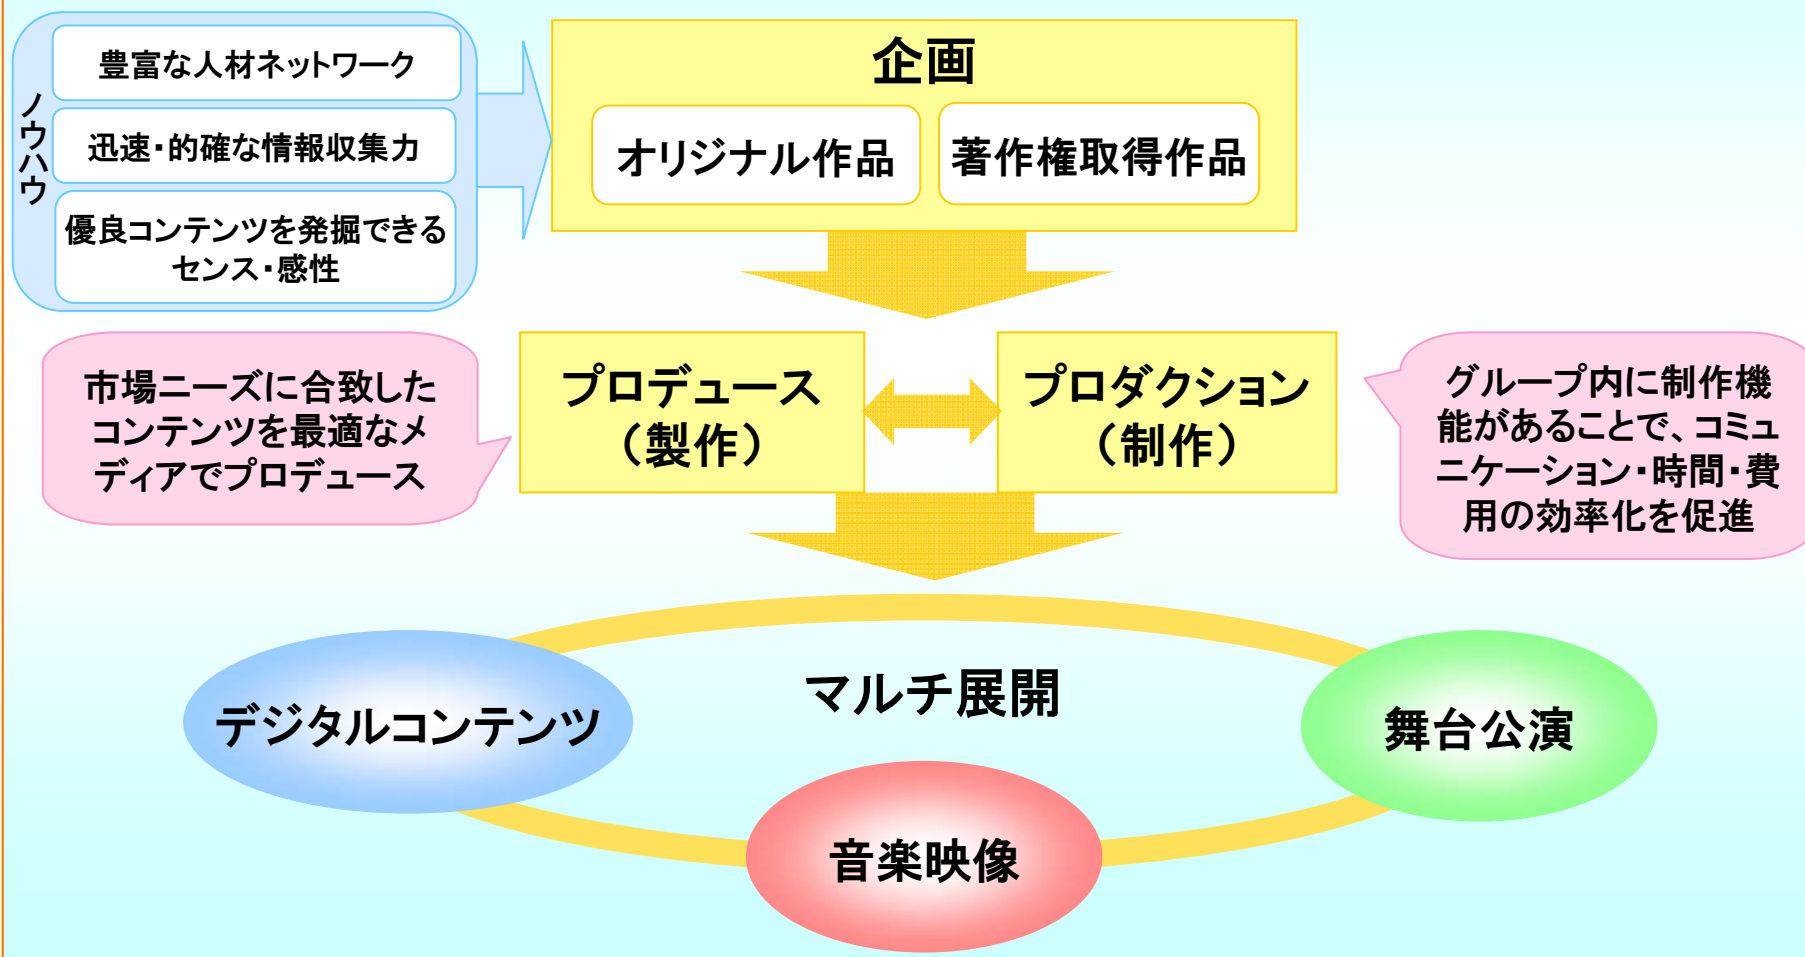 ノウハウ
豊富な人材ネットワーク
迅速・的確な情報収集力
優良コンテンツを発掘できる
センス・感性
企画
オリジナル作品
著作権取得作品
市場ニーズに合致した
コンテンツを最適なメ
ディアでプロデュース
プロデュース
（製作）
プロダクション
（制作）
グループ内に制作機
能があることで、コミュ
ニケーション・時間・費
用の効率化を促進
マルチ展開
デジタルコンテンツ
舞台公演
音楽映像